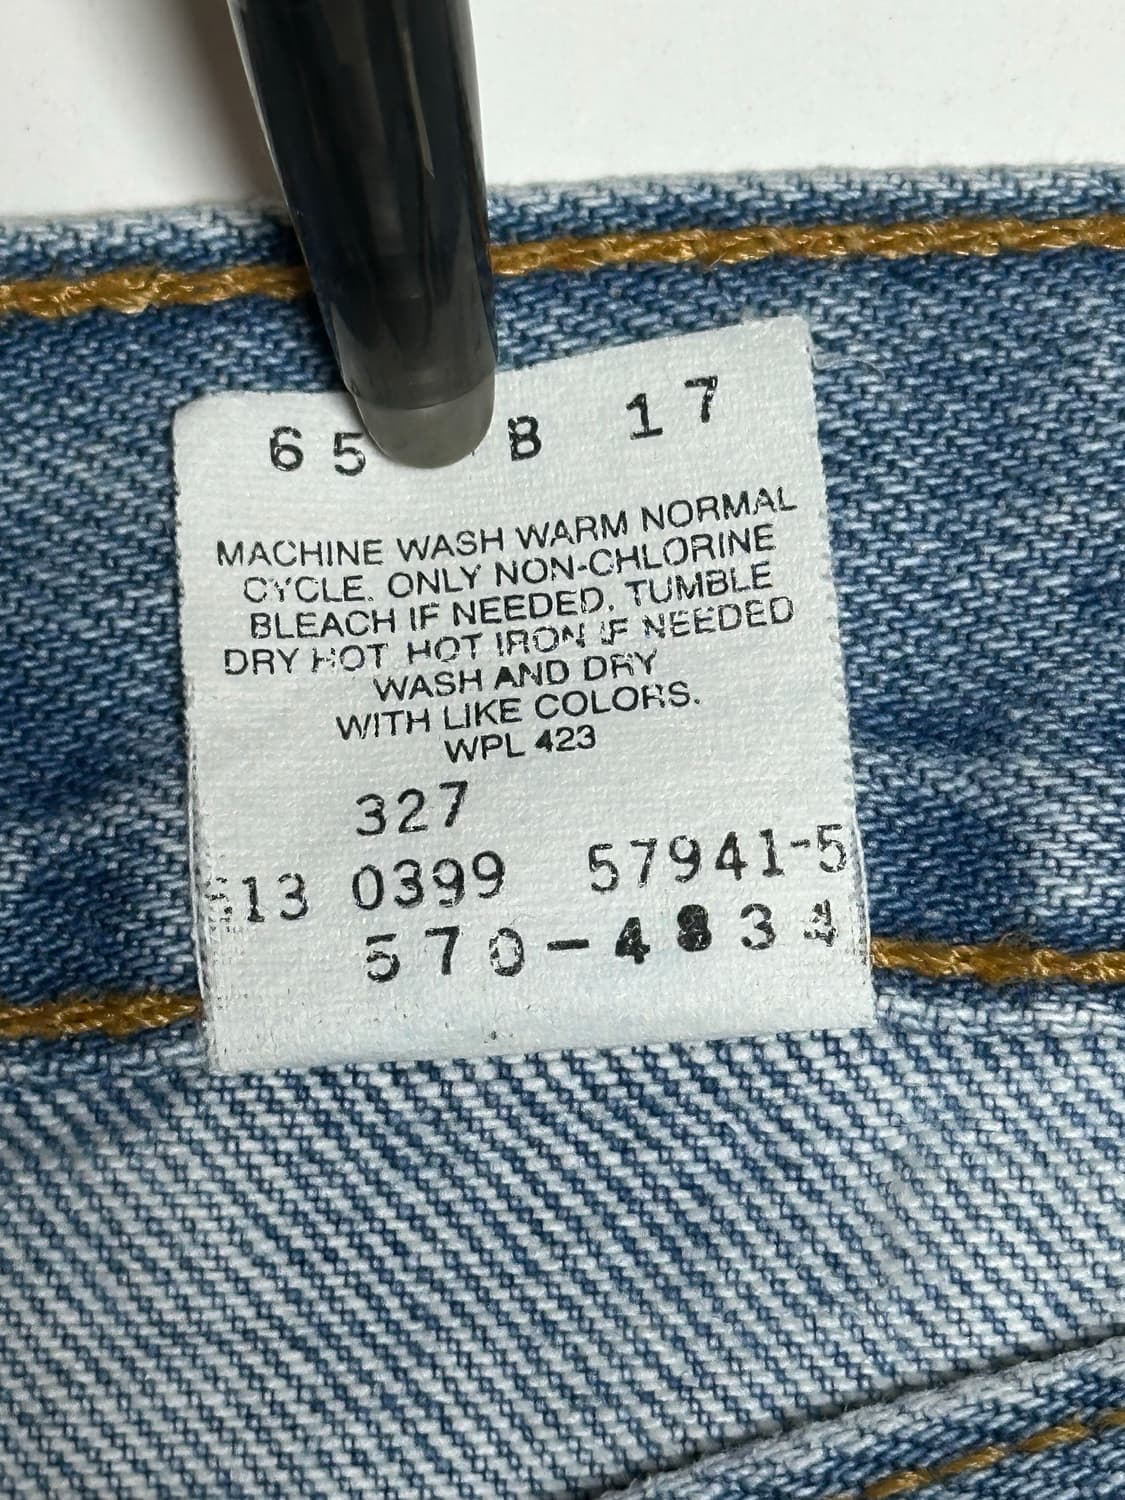 65 B 17
MACHINE WASH WARM NORMAL
CYCLE. ONLY NON-CHLORINE
BLEACH IF NEEDED. TUMBLE
DRY HOT HOT IRON IF NEEDED
WASH AND DRY
WITH LIKE COLORS.
WPL 423
327
513 0399 57941-5
570-4834